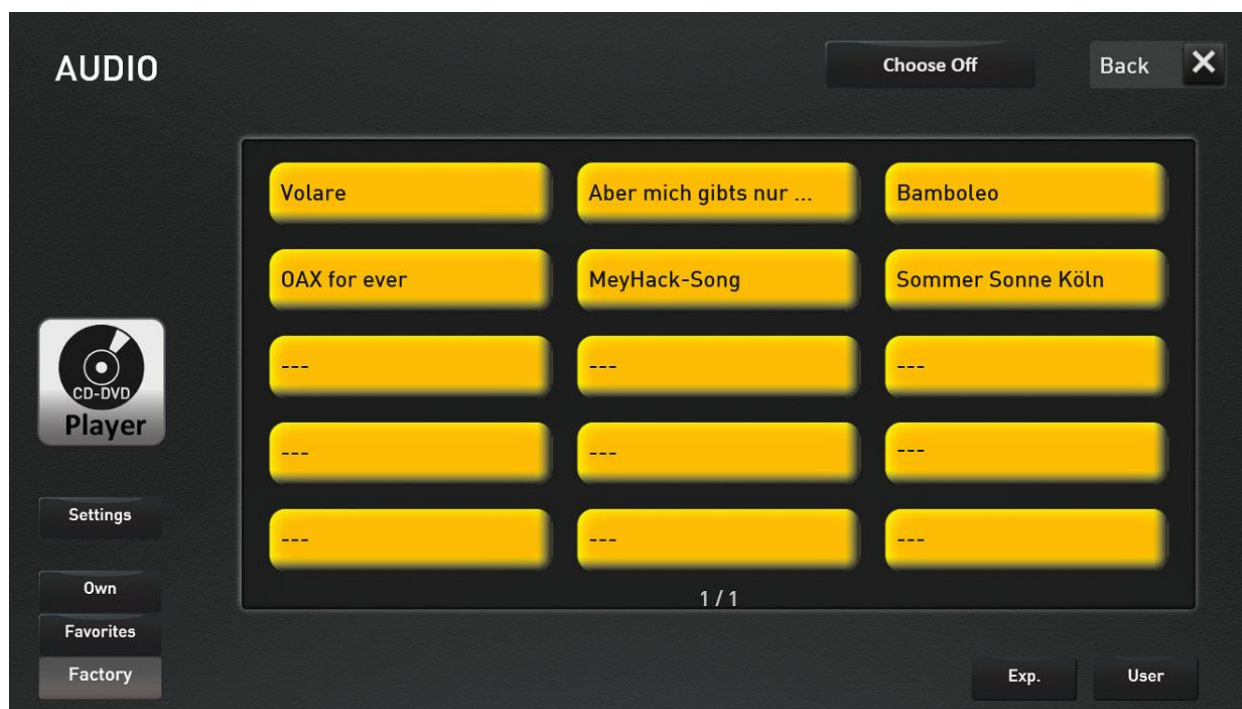 AUDIO
Choose Off
Back
Volare
Aber mich gibts nur ...
Bamboleo
OAX for ever
MeyHack-Song
Sommer Sonne Köln
---
---
---
CD-DVD
Player
---
---
---
Settings
---
---
---
Own
1 / 1
Favorites
Factory
Exp.
User